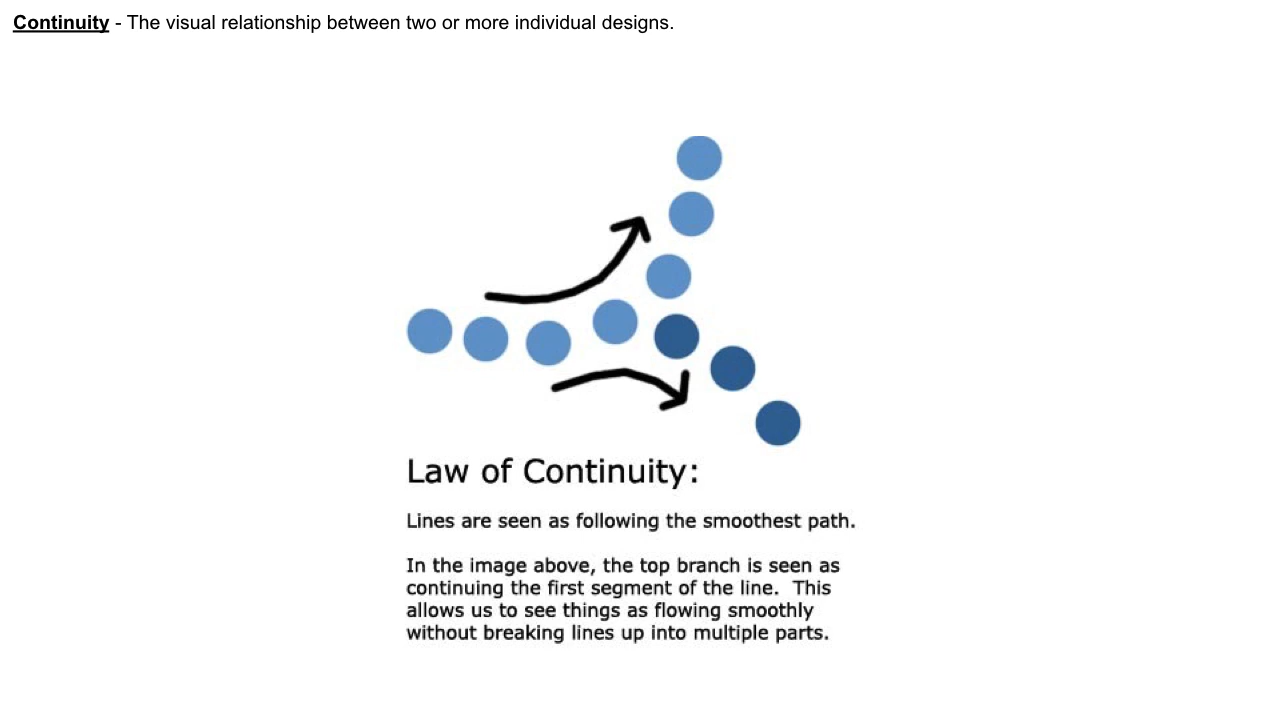 Continuity - The visual relationship between two or more individual designs.
Law of Continuity:
Lines are seen as following the smoothest path.
In the image above, the top branch is seen as
continuing the first segment of the line.  This
allows us to see things as flowing smoothly
without breaking lines up into multiple parts.